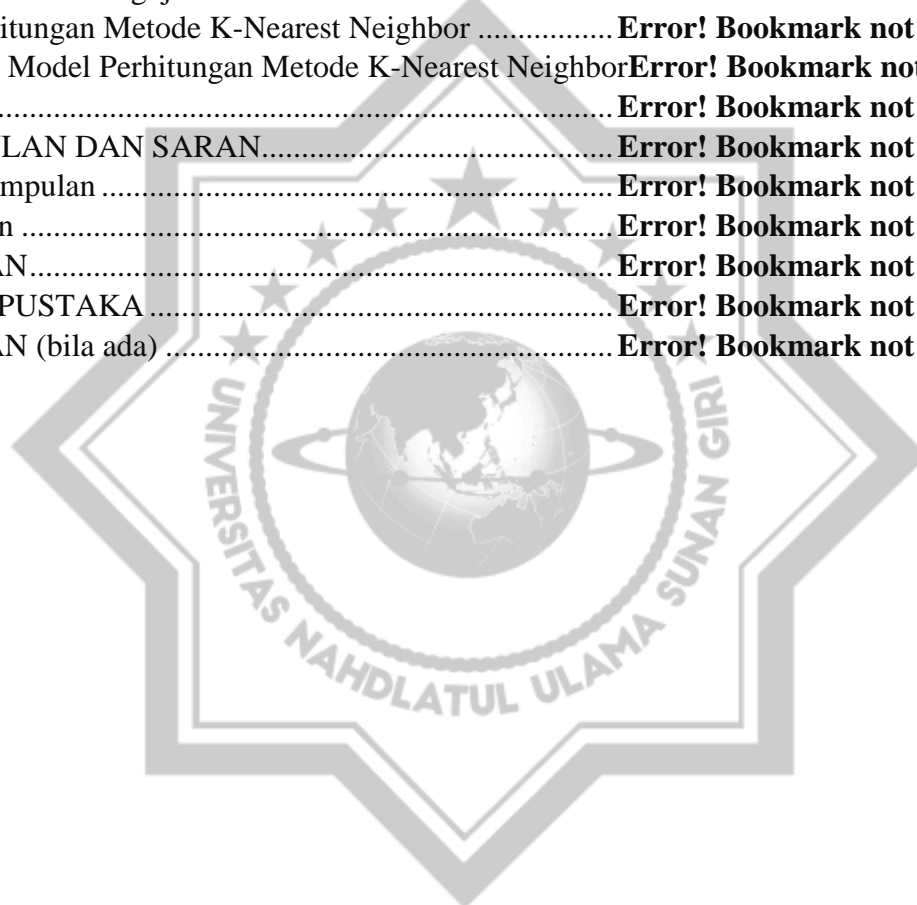 itungan Metode K-Nearest Neighbor ................ Error! Bookmark not
Model Perhitungan Metode K-Nearest NeighborError! Bookmark not
........................................................................ Error! Bookmark not
LAN DAN SARAN.......................................... Error! Bookmark not
mpulan ............................................................. Error! Bookmark not
n ....................................................................... Error! Bookmark not
AN...................................................................... Error! Bookmark not
PUSTAKA ....................................................... Error! Bookmark not
AN (bila ada) ..................................................... Error! Bookmark not
UNIVERSITAS NAHDLATUL ULAMA SUNAN GIRI